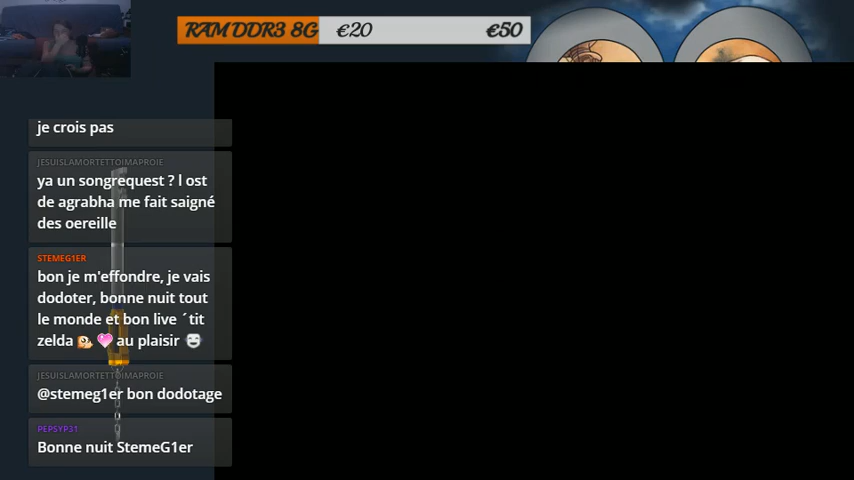 RAM DDR3 8G €20 €50
je crois pas
JESUISLAMORTETTOIMAPROIE
ya un songrequest ? l ost
de agrabha me fait saigné
des oereille
STEMEG1ER
bon je m'effondre, je vais
dodoter, bonne nuit tout
le monde et bon live ´tit
zelda au plaisir
JESUISLAMORTETTOIMAPROIE
@stemeg1er bon dodotage
PEPSYP31
Bonne nuit StemeG1er